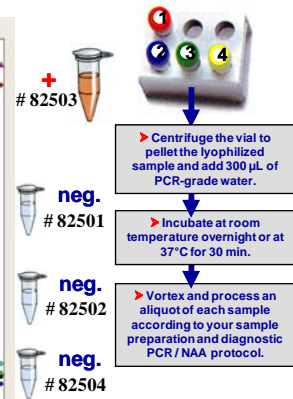 +
# 82503
neg.
# 82501
neg.
# 82502
neg.
# 82504
1
2
3
4
➤ Centrifuge the vial to
pellet the lyophilized
sample and add 300 µL of
PCR-grade water.
➤ Incubate at room
temperature overnight or at
37°C for 30 min.
➤ Vortex and process an
aliquot of each sample
according to your sample
preparation and diagnostic
PCR / NAA protocol.